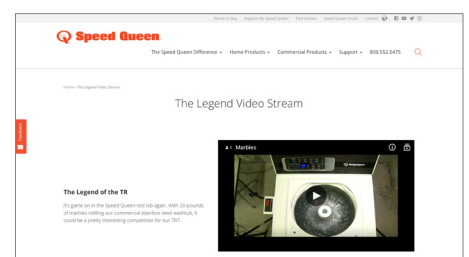 Where to Buy Register My Speed Queen Find Service Speed Queen Stores Contact
Speed Queen
The Speed Queen Difference Home Products Commercial Products Support 800.552.5475
Home » The Legend Video Stream
The Legend Video Stream
Feedback
Marbles
The Legend of the TR
It's game on in the Speed Queen test lab again. With 20 pounds
of marbles rattling our commercial stainless steel washtub, it
could be a pretty interesting competition for our TR7.